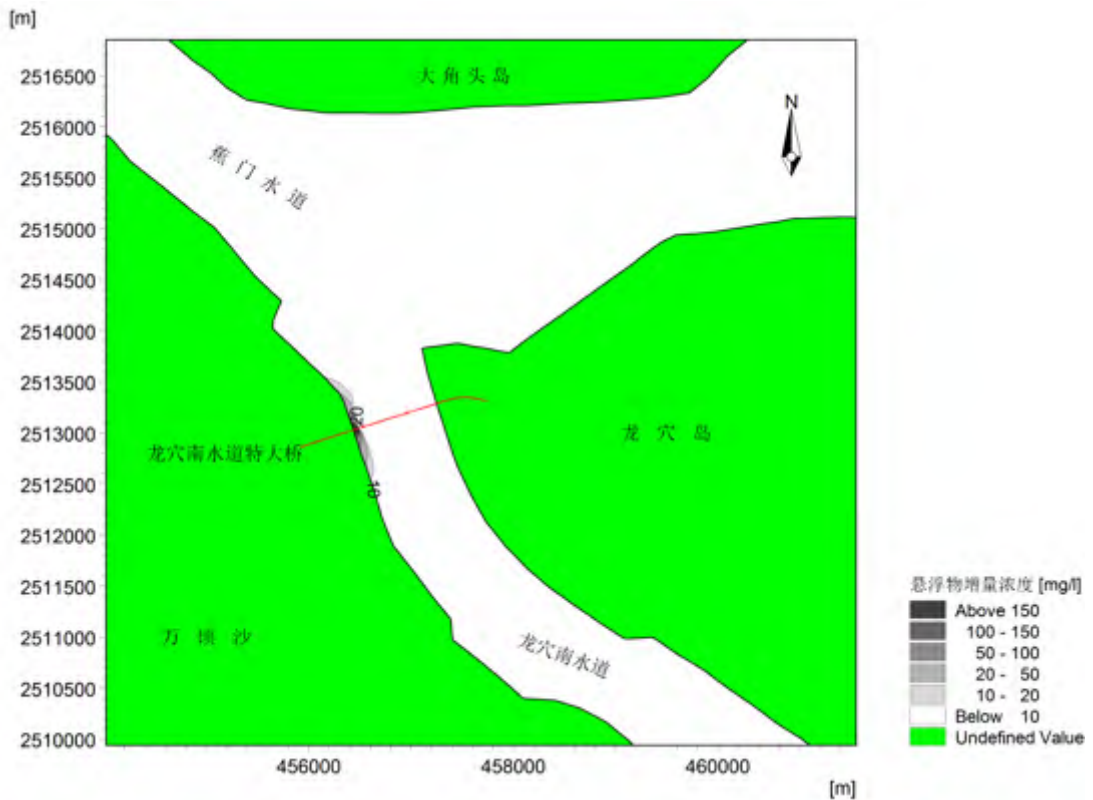 [m]
2516500
2516000
2515500
2515000
2514500
2514000
2513500
2513000
2512500
2512000
2511500
2511000
2510500
2510000
大角头岛
N
蕉门水道
20
龙穴南水道特大桥
龙穴岛
10
万顷沙
龙穴南水道
悬浮物增量浓度 [mg/l]
Above 150
100 - 150
50 - 100
20 - 50
10 - 20
Below 10
Undefined Value
456000
458000
460000
[m]